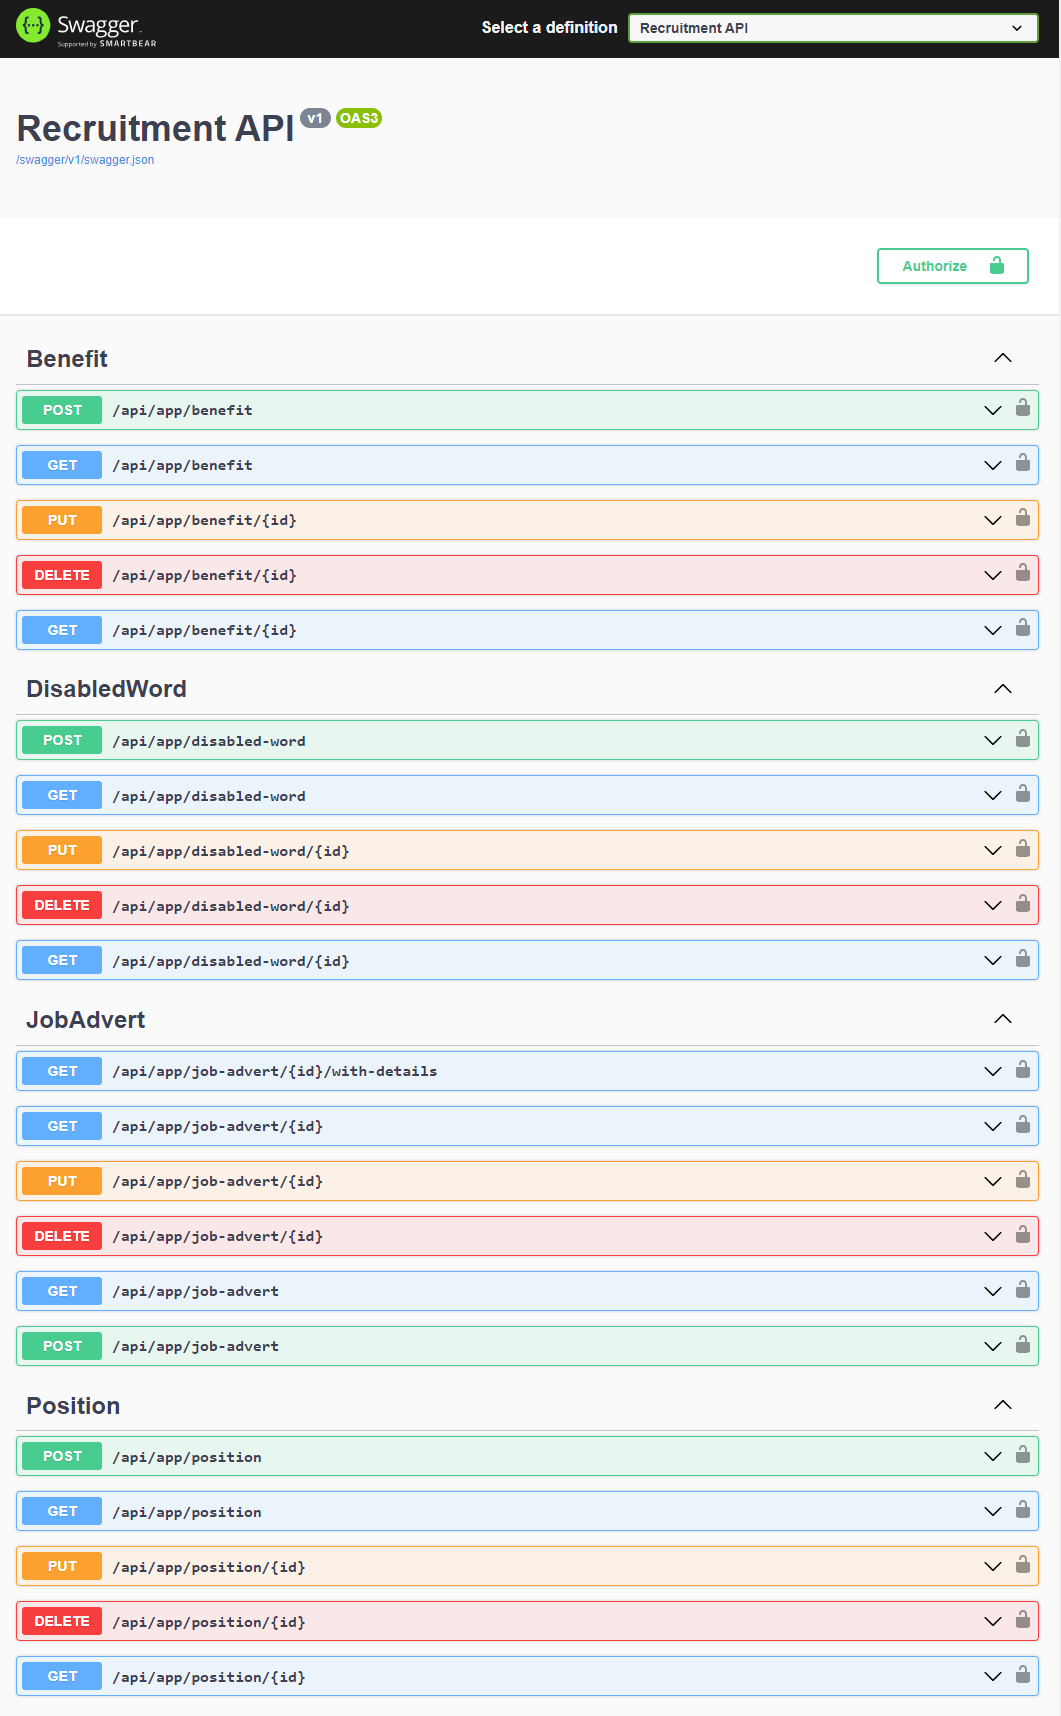 Swagger.
Supported by SMARTBEAR
Select a definition
Recruitment API
Recruitment API v1 OAS3
/swagger/v1/swagger.json
Authorize
Benefit
POST /api/app/benefit
GET /api/app/benefit
PUT /api/app/benefit/{id}
DELETE /api/app/benefit/{id}
GET /api/app/benefit/{id}
DisabledWord
POST /api/app/disabled-word
GET /api/app/disabled-word
PUT /api/app/disabled-word/{id}
DELETE /api/app/disabled-word/{id}
GET /api/app/disabled-word/{id}
JobAdvert
GET /api/app/job-advert/{id}/with-details
GET /api/app/job-advert/{id}
PUT /api/app/job-advert/{id}
DELETE /api/app/job-advert/{id}
GET /api/app/job-advert
POST /api/app/job-advert
Position
POST /api/app/position
GET /api/app/position
PUT /api/app/position/{id}
DELETE /api/app/position/{id}
GET /api/app/position/{id}